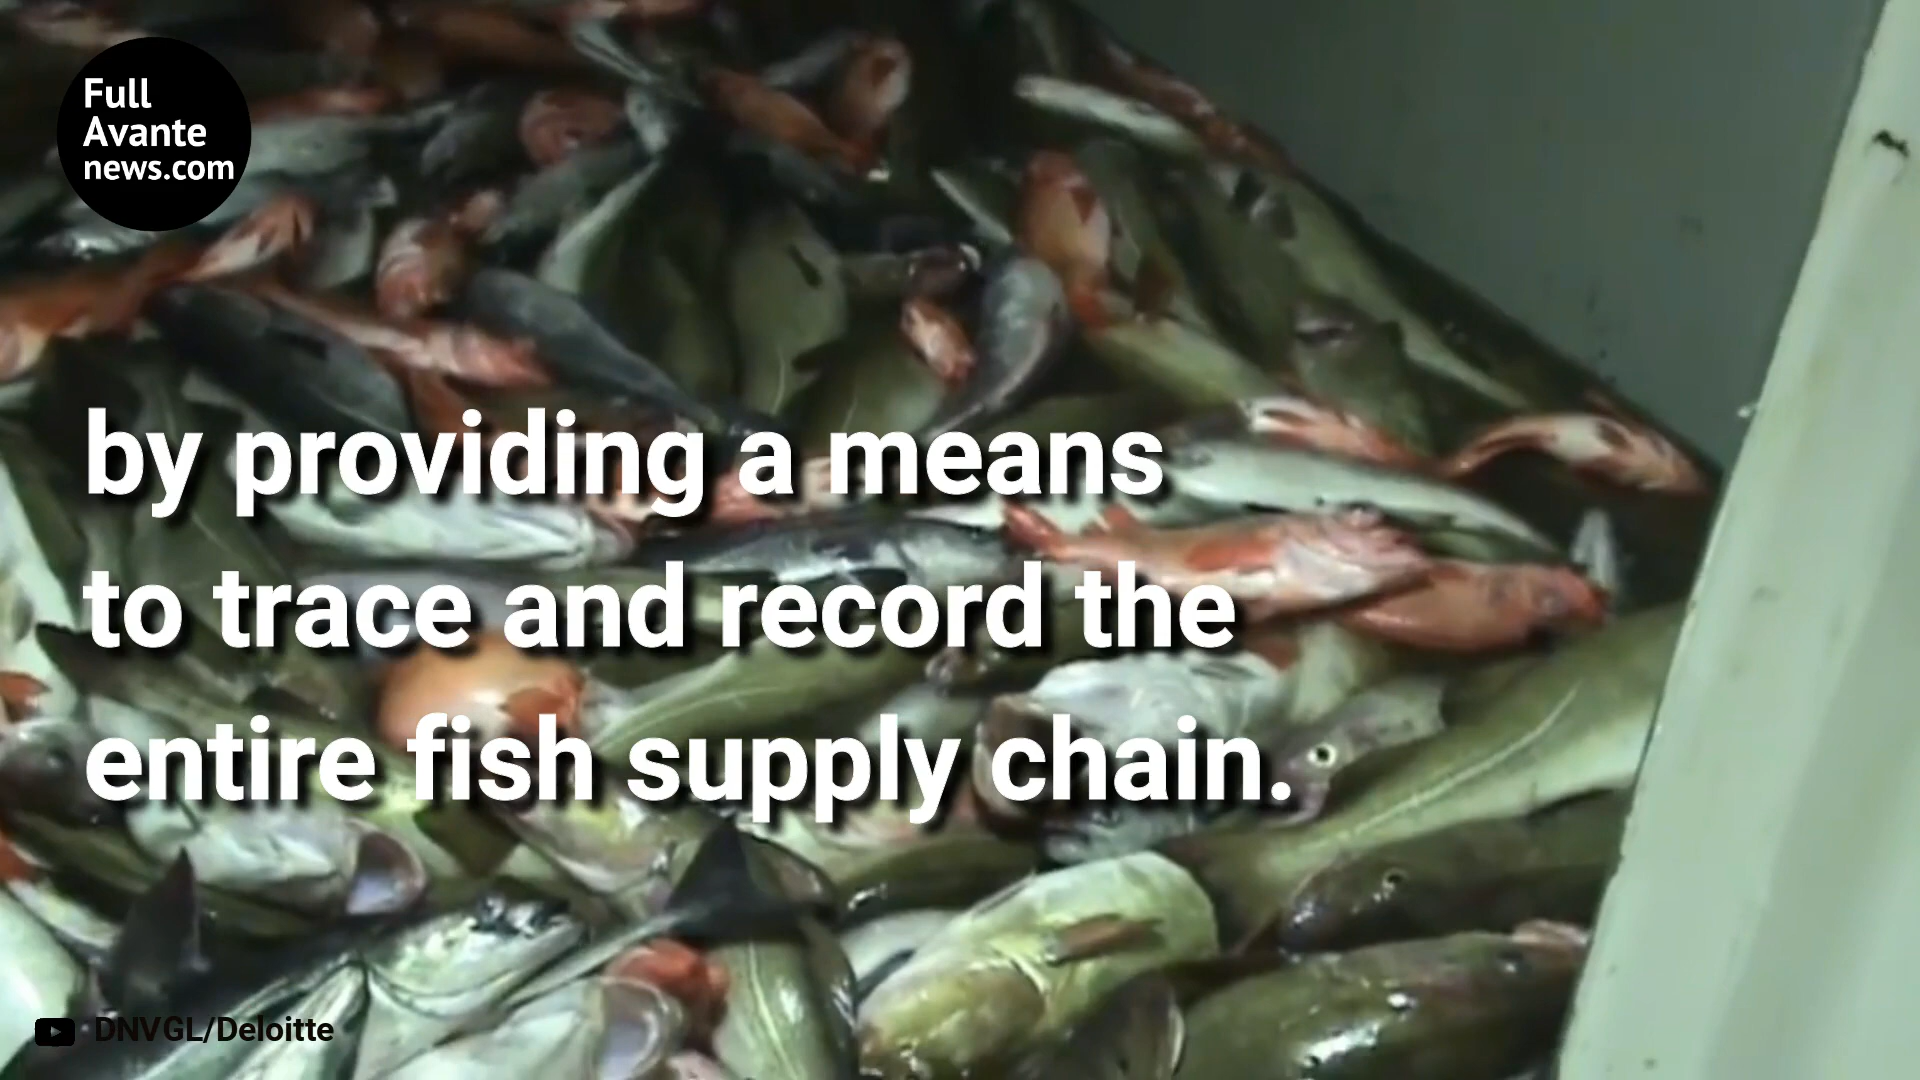 Full
Avante
news.com
by providing a means
to trace and record the
entire fish supply chain.
DNVGL/Deloitte